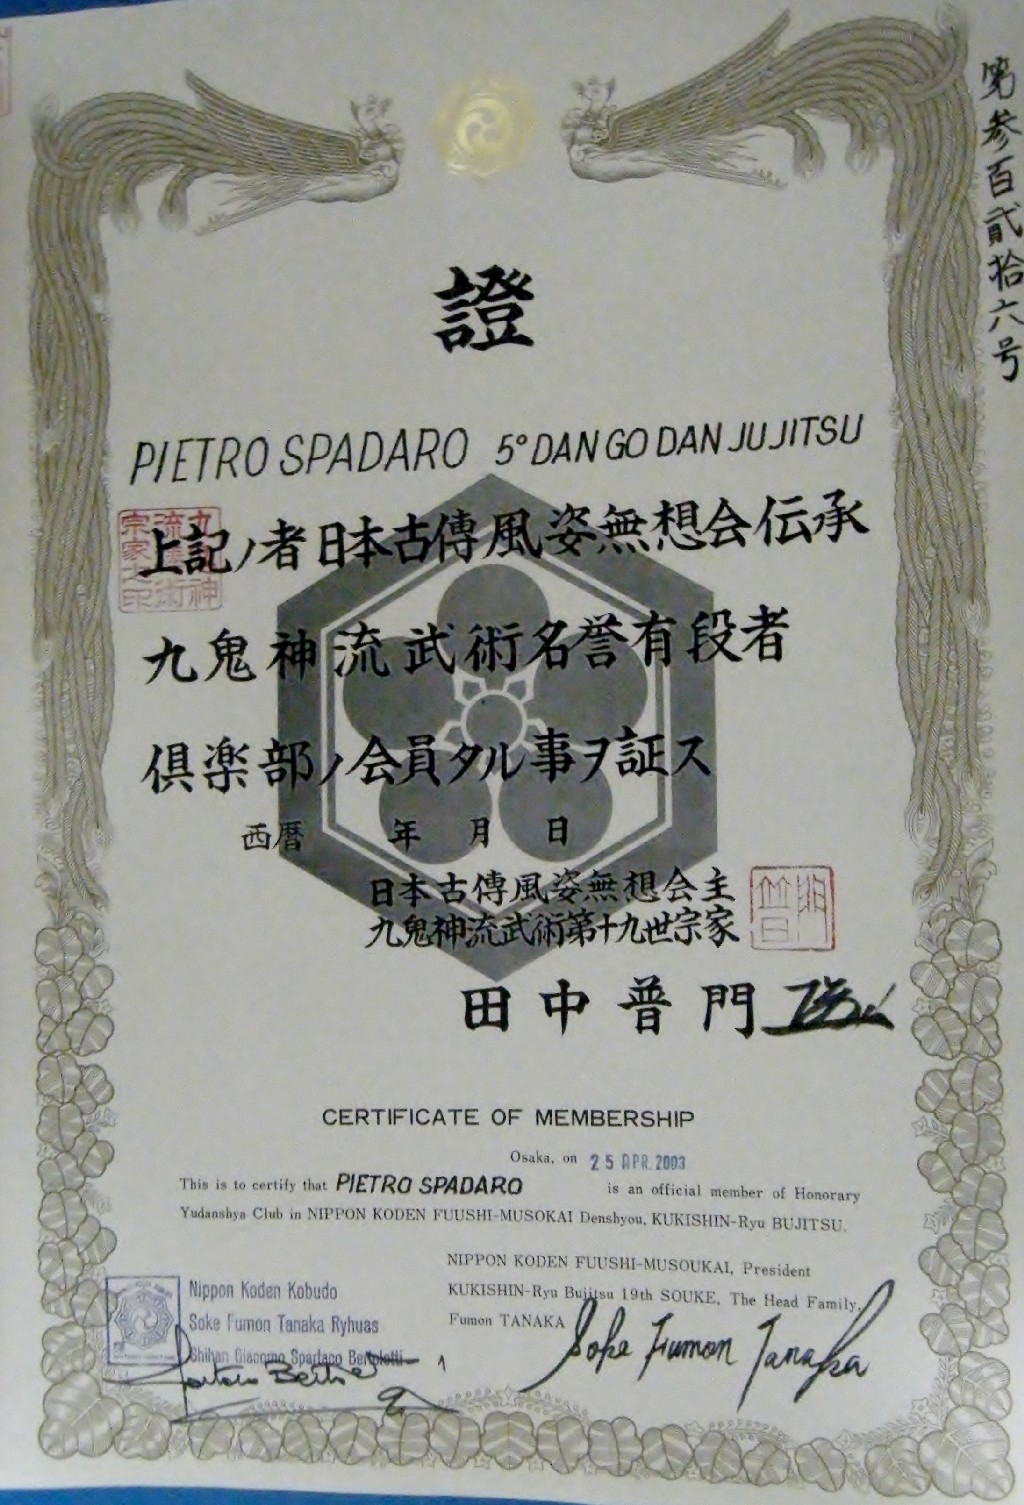 第参百貳拾六号
證
PIETRO SPADARO 5° DAN GO DAN JUJITSU
上記ノ者日本古傳風姿無想会伝承
九鬼神流武術名誉有段者
倶楽部ノ会員タル事ヲ証ス
西暦 年 月 日
日本古傳風姿無想会主
九鬼神流武術第十九世宗家
田中普門
CERTIFICATE OF MEMBERSHIP
Osaka, on 25 APR. 2003
This is to certify that PIETRO SPADARO is an official member of Honorary
Yudanshya Club in NIPPON KODEN FUUSHI-MUSOKAI Denshyou, KUKISHIN-Ryu BUJITSU.
NIPPON KODEN FUUSHI-MUSOUKAI, President
KUKISHIN-Ryu Bujitsu 19th SOUKE, The Head Family,
Fumon TANAKA
Soke Fumon Tanaka
Nippon Koden Kobudo
Soke Fumon Tanaka Ryhuas
Shihan Giacomo Spartaco Bertoletti